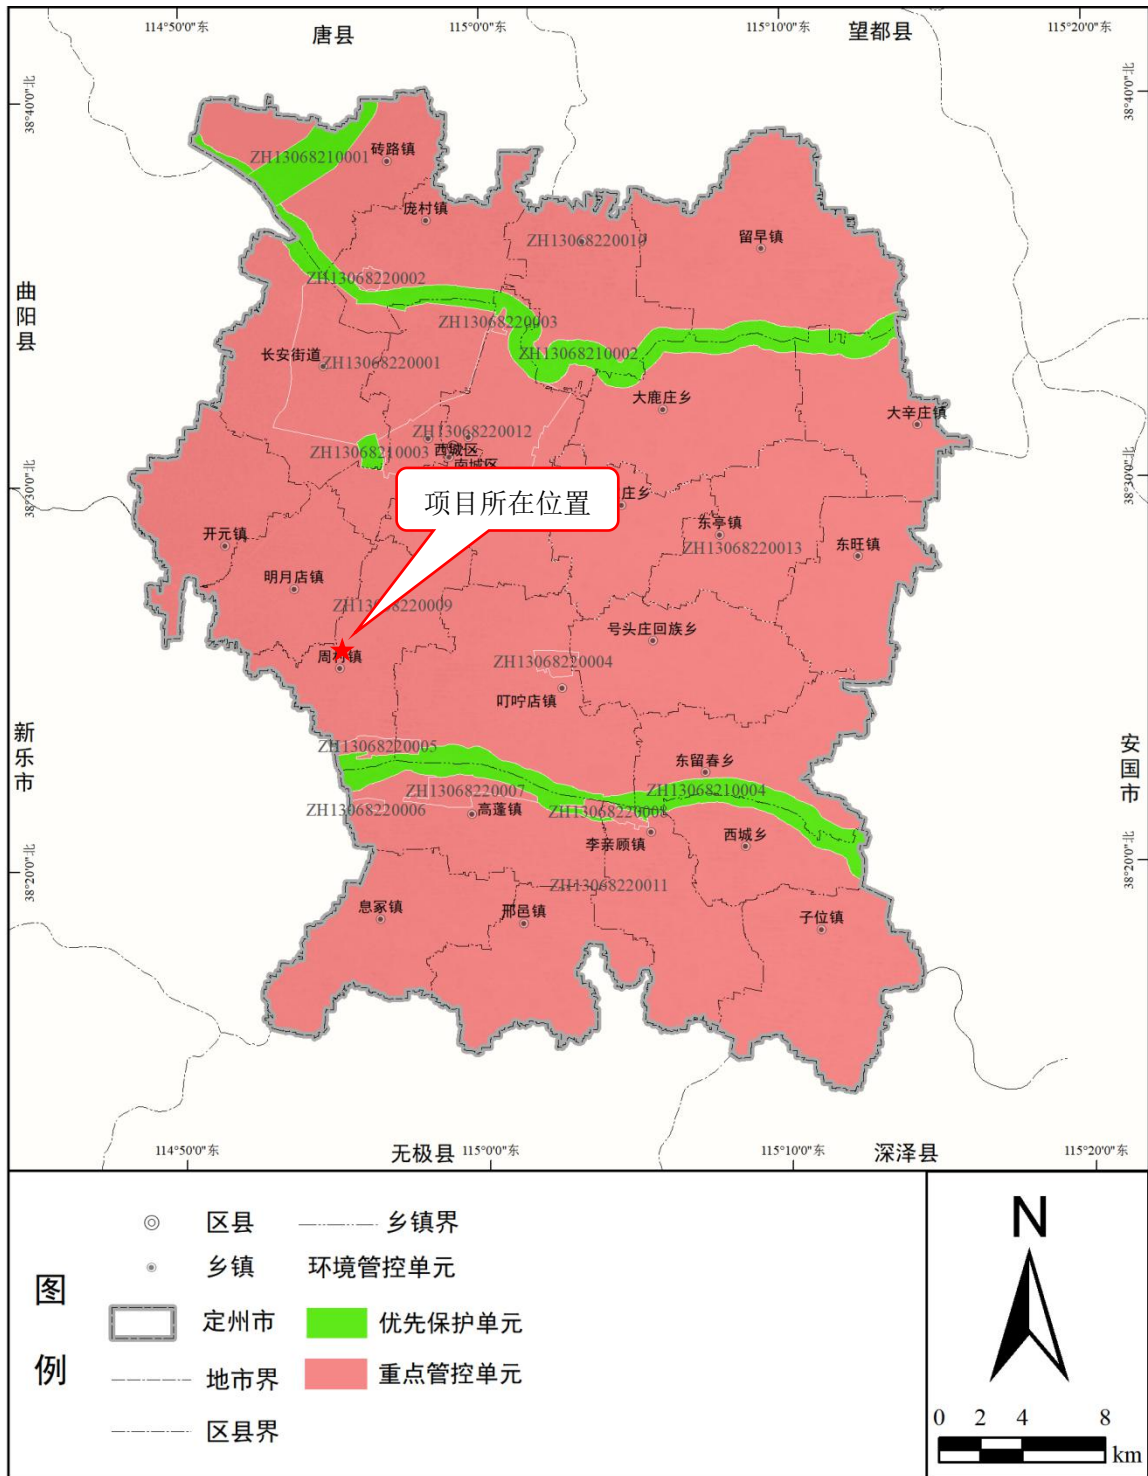 114°50'0"东
115°0'0"东
115°10'0"东
115°20'0"东
唐县
望都县
38°40'0"北
38°40'0"北
ZH13068210001
砖路镇
庞村镇
ZH13068220010
留早镇
ZH13068220002
曲阳县
ZH13068220003
长安街道
ZH13068220001
ZH13068210002
大鹿庄乡
大辛庄镇
ZH13068220012
ZH13068210003
西城区
南城区
38°30'0"北
38°30'0"北
项目所在位置
庄乡
东亭镇
开元镇
ZH13068220013
东旺镇
明月店镇
ZH13068220009
号头庄回族乡
周村镇
ZH13068220004
叮咛店镇
新乐市
安国市
ZH13068220005
东留春乡
ZH13068220007
ZH13068210004
ZH13068220006
高蓬镇
ZH13068220008
李亲顾镇
西城乡
38°20'0"北
38°20'0"北
ZH13068220011
息冢镇
邢邑镇
子位镇
114°50'0"东
无极县
115°0'0"东
115°10'0"东
深泽县
115°20'0"东
图例
区县
乡镇界
乡镇
环境管控单元
定州市
优先保护单元
地市界
重点管控单元
区县界
N
0 2 4 8
km